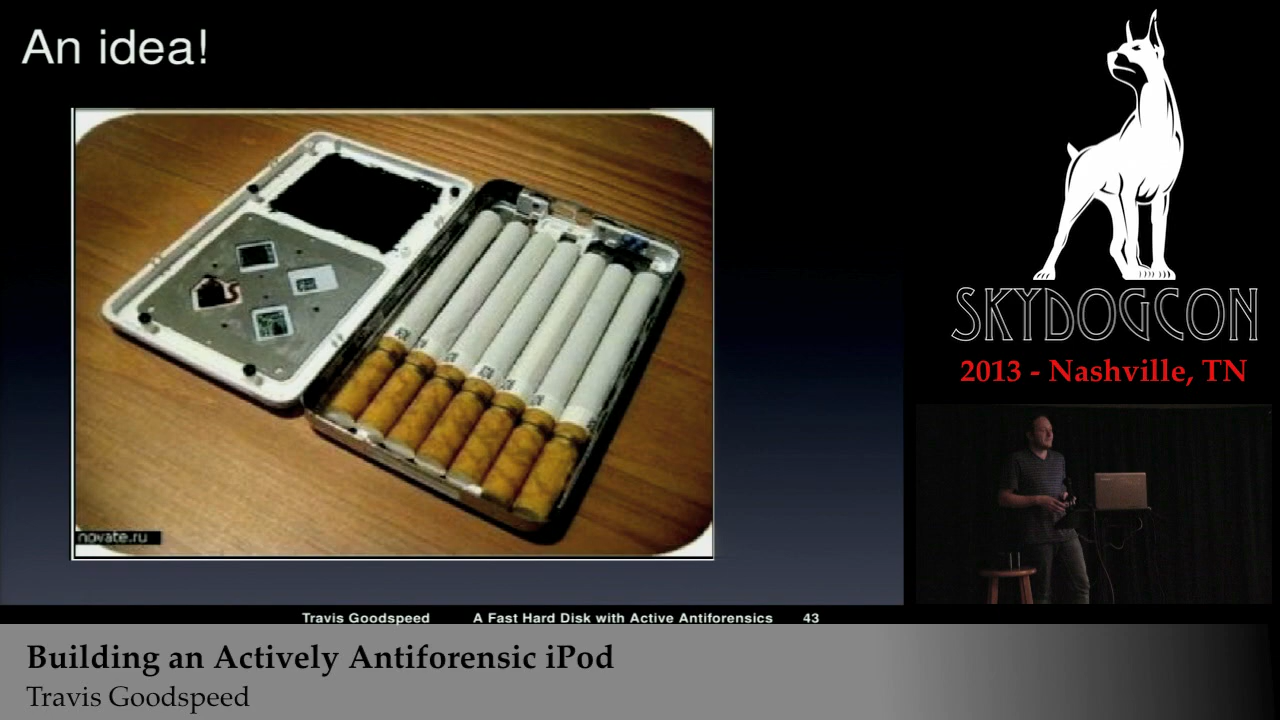 An idea!
novate.ru
SKYDOGCON
2013 - Nashville, TN
Travis Goodspeed A Fast Hard Disk with Active Antiforensics 43
Building an Actively Antiforensic iPod
Travis Goodspeed